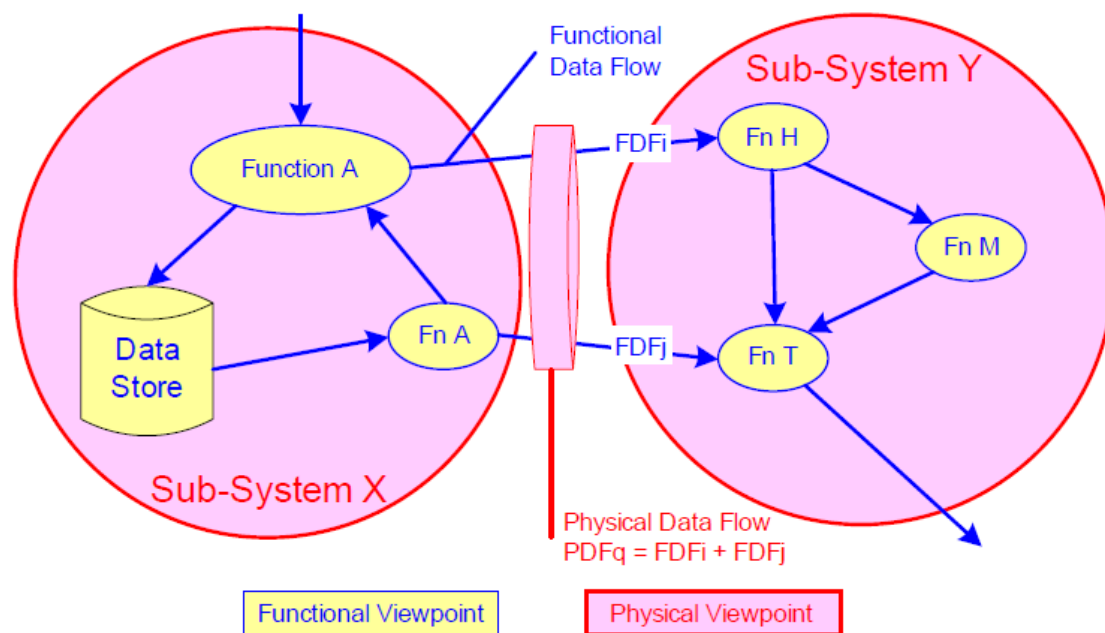 Functional
Data Flow
Sub-System Y
Function A
FDFi
Fn H
Fn M
Data
Store
Fn A
FDFj
Fn T
Sub-System X
Physical Data Flow
PDFq = FDFi + FDFj
Functional Viewpoint
Physical Viewpoint